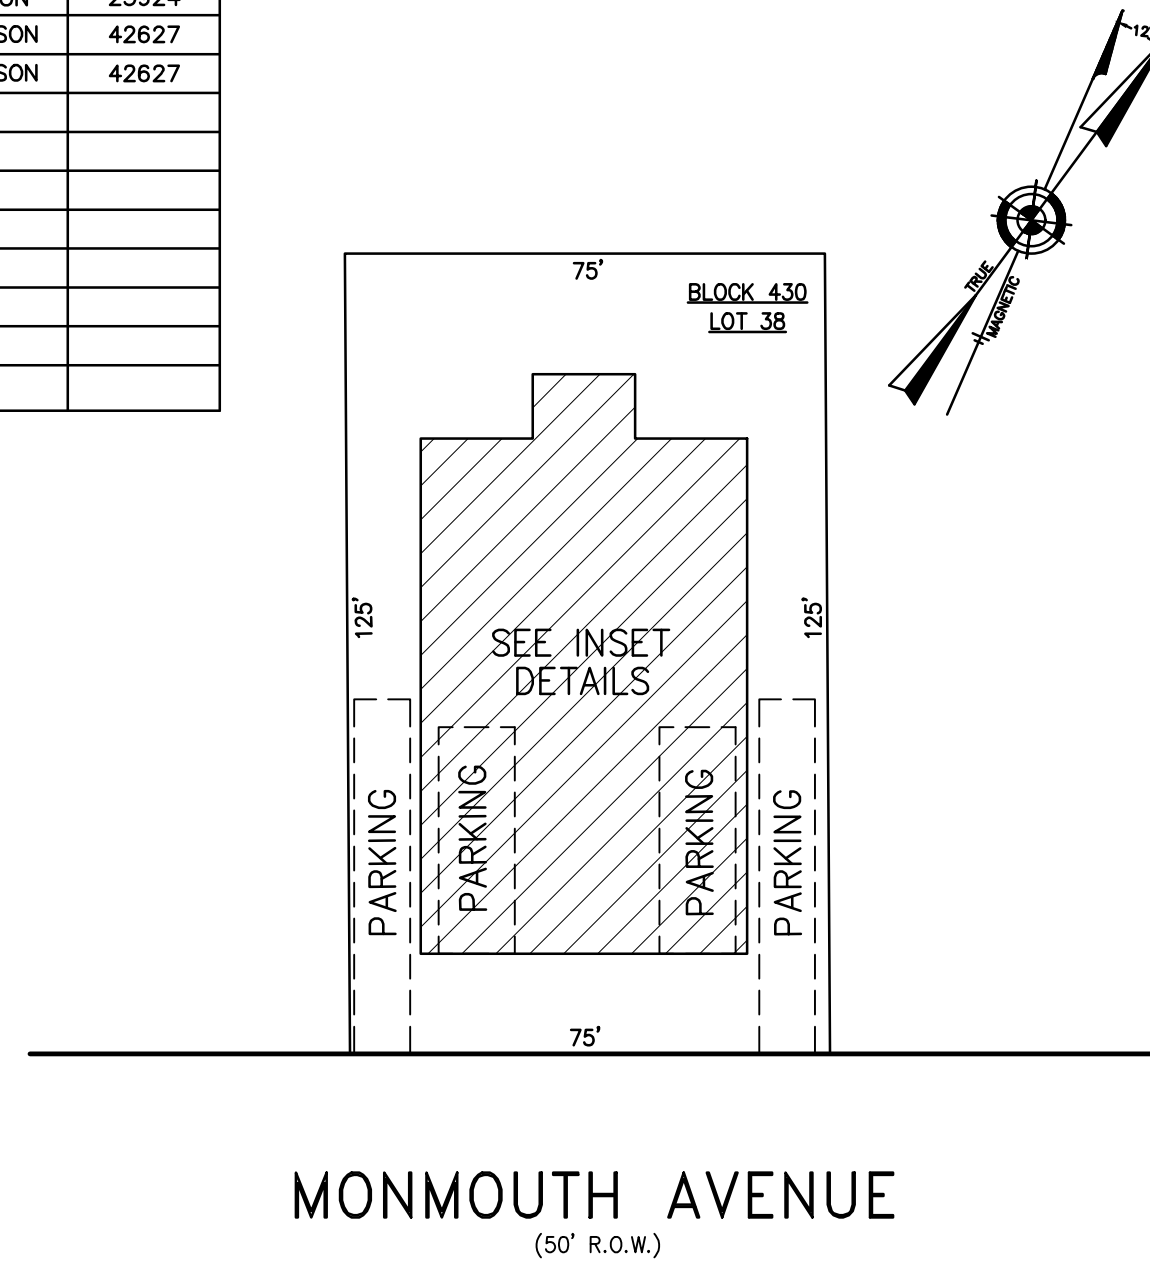 SON 42627
SON 42627
12
TRUE
MAGNETIC
75'
BLOCK 430
LOT 38
125'
125'
SEE INSET
DETAILS
PARKING
PARKING
PARKING
PARKING
75'
MONMOUTH AVENUE
(50' R.O.W.)